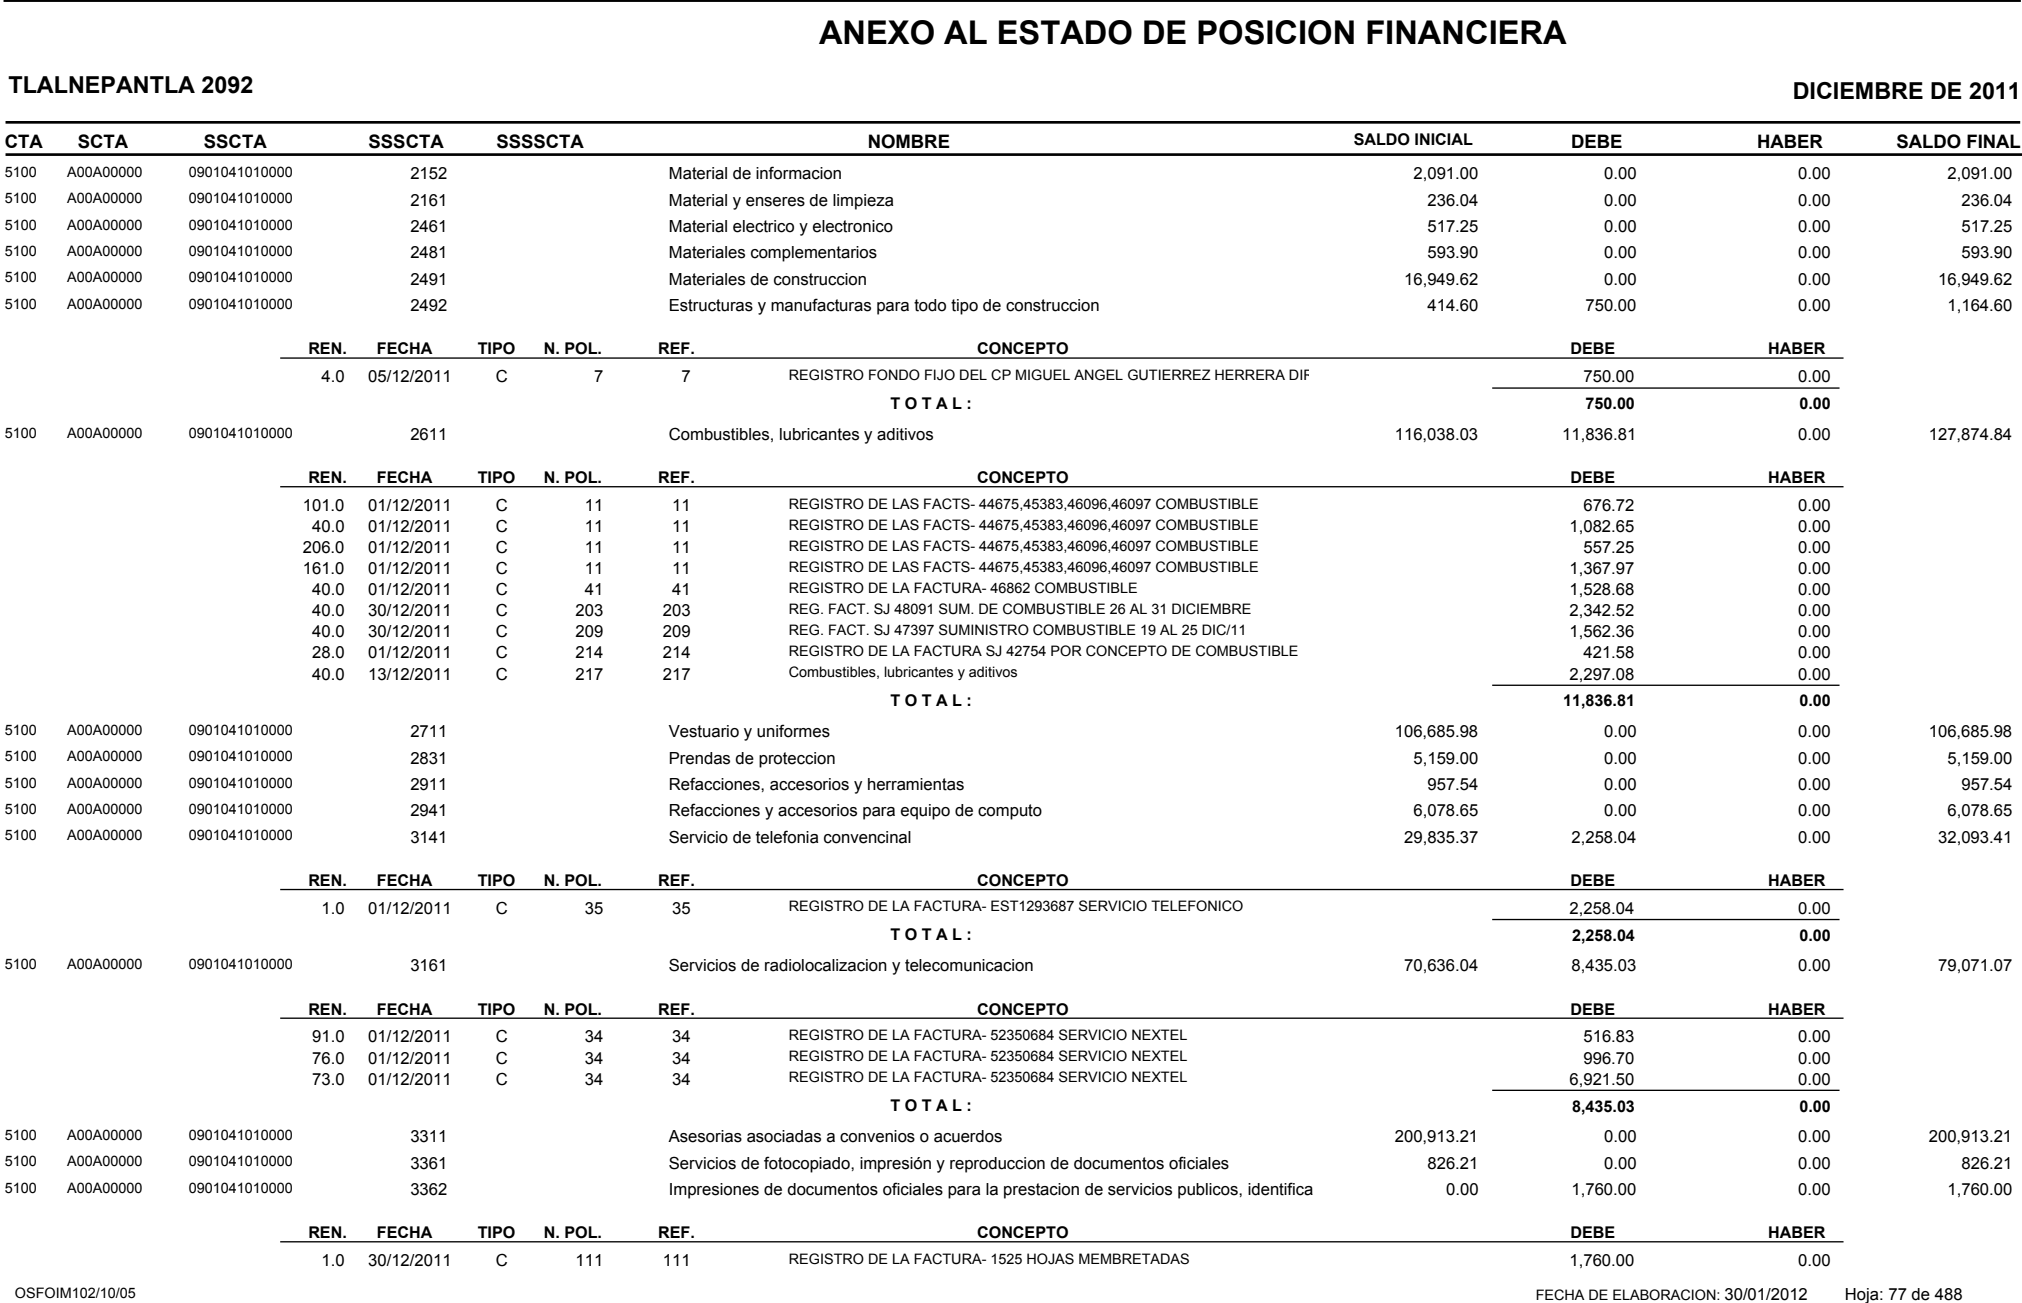 ANEXO AL ESTADO DE POSICION FINANCIERA
TLALNEPANTLA 2092
DICIEMBRE DE 2011
CTA SCTA SSCTA SSSCTA SSSSCTA NOMBRE SALDO INICIAL DEBE HABER SALDO FINAL
5100 A00A00000 0901041010000 2152 Material de informacion 2,091.00 0.00 0.00 2,091.00
5100 A00A00000 0901041010000 2161 Material y enseres de limpieza 236.04 0.00 0.00 236.04
5100 A00A00000 0901041010000 2461 Material electrico y electronico 517.25 0.00 0.00 517.25
5100 A00A00000 0901041010000 2481 Materiales complementarios 593.90 0.00 0.00 593.90
5100 A00A00000 0901041010000 2491 Materiales de construccion 16,949.62 0.00 0.00 16,949.62
5100 A00A00000 0901041010000 2492 Estructuras y manufacturas para todo tipo de construccion 414.60 750.00 0.00 1,164.60
REN. FECHA TIPO N. POL. REF. CONCEPTO DEBE HABER
4.0 05/12/2011 C 7 7 REGISTRO FONDO FIJO DEL CP MIGUEL ANGEL GUTIERREZ HERRERA DIF 750.00 0.00
T O T A L : 750.00 0.00
5100 A00A00000 0901041010000 2611 Combustibles, lubricantes y aditivos 116,038.03 11,836.81 0.00 127,874.84
REN. FECHA TIPO N. POL. REF. CONCEPTO DEBE HABER
101.0 01/12/2011 C 11 11 REGISTRO DE LAS FACTS- 44675,45383,46096,46097 COMBUSTIBLE 676.72 0.00
40.0 01/12/2011 C 11 11 REGISTRO DE LAS FACTS- 44675,45383,46096,46097 COMBUSTIBLE 1,082.65 0.00
206.0 01/12/2011 C 11 11 REGISTRO DE LAS FACTS- 44675,45383,46096,46097 COMBUSTIBLE 557.25 0.00
161.0 01/12/2011 C 11 11 REGISTRO DE LAS FACTS- 44675,45383,46096,46097 COMBUSTIBLE 1,367.97 0.00
40.0 01/12/2011 C 41 41 REGISTRO DE LA FACTURA- 46862 COMBUSTIBLE 1,528.68 0.00
40.0 30/12/2011 C 203 203 REG. FACT. SJ 48091 SUM. DE COMBUSTIBLE 26 AL 31 DICIEMBRE 2,342.52 0.00
40.0 30/12/2011 C 209 209 REG. FACT. SJ 47397 SUMINISTRO COMBUSTIBLE 19 AL 25 DIC/11 1,562.36 0.00
28.0 01/12/2011 C 214 214 REGISTRO DE LA FACTURA SJ 42754 POR CONCEPTO DE COMBUSTIBLE 421.58 0.00
40.0 13/12/2011 C 217 217 Combustibles, lubricantes y aditivos 2,297.08 0.00
T O T A L : 11,836.81 0.00
5100 A00A00000 0901041010000 2711 Vestuario y uniformes 106,685.98 0.00 0.00 106,685.98
5100 A00A00000 0901041010000 2831 Prendas de proteccion 5,159.00 0.00 0.00 5,159.00
5100 A00A00000 0901041010000 2911 Refacciones, accesorios y herramientas 957.54 0.00 0.00 957.54
5100 A00A00000 0901041010000 2941 Refacciones y accesorios para equipo de computo 6,078.65 0.00 0.00 6,078.65
5100 A00A00000 0901041010000 3141 Servicio de telefonia convencinal 29,835.37 2,258.04 0.00 32,093.41
REN. FECHA TIPO N. POL. REF. CONCEPTO DEBE HABER
1.0 01/12/2011 C 35 35 REGISTRO DE LA FACTURA- EST1293687 SERVICIO TELEFONICO 2,258.04 0.00
T O T A L : 2,258.04 0.00
5100 A00A00000 0901041010000 3161 Servicios de radiolocalizacion y telecomunicacion 70,636.04 8,435.03 0.00 79,071.07
REN. FECHA TIPO N. POL. REF. CONCEPTO DEBE HABER
91.0 01/12/2011 C 34 34 REGISTRO DE LA FACTURA- 52350684 SERVICIO NEXTEL 516.83 0.00
76.0 01/12/2011 C 34 34 REGISTRO DE LA FACTURA- 52350684 SERVICIO NEXTEL 996.70 0.00
73.0 01/12/2011 C 34 34 REGISTRO DE LA FACTURA- 52350684 SERVICIO NEXTEL 6,921.50 0.00
T O T A L : 8,435.03 0.00
5100 A00A00000 0901041010000 3311 Asesorias asociadas a convenios o acuerdos 200,913.21 0.00 0.00 200,913.21
5100 A00A00000 0901041010000 3361 Servicios de fotocopiado, impresión y reproduccion de documentos oficiales 826.21 0.00 0.00 826.21
5100 A00A00000 0901041010000 3362 Impresiones de documentos oficiales para la prestacion de servicios publicos, identifica 0.00 1,760.00 0.00 1,760.00
REN. FECHA TIPO N. POL. REF. CONCEPTO DEBE HABER
1.0 30/12/2011 C 111 111 REGISTRO DE LA FACTURA- 1525 HOJAS MEMBRETADAS 1,760.00 0.00
OSFOIM102/10/05 FECHA DE ELABORACION: 30/01/2012 Hoja: 77 de 488